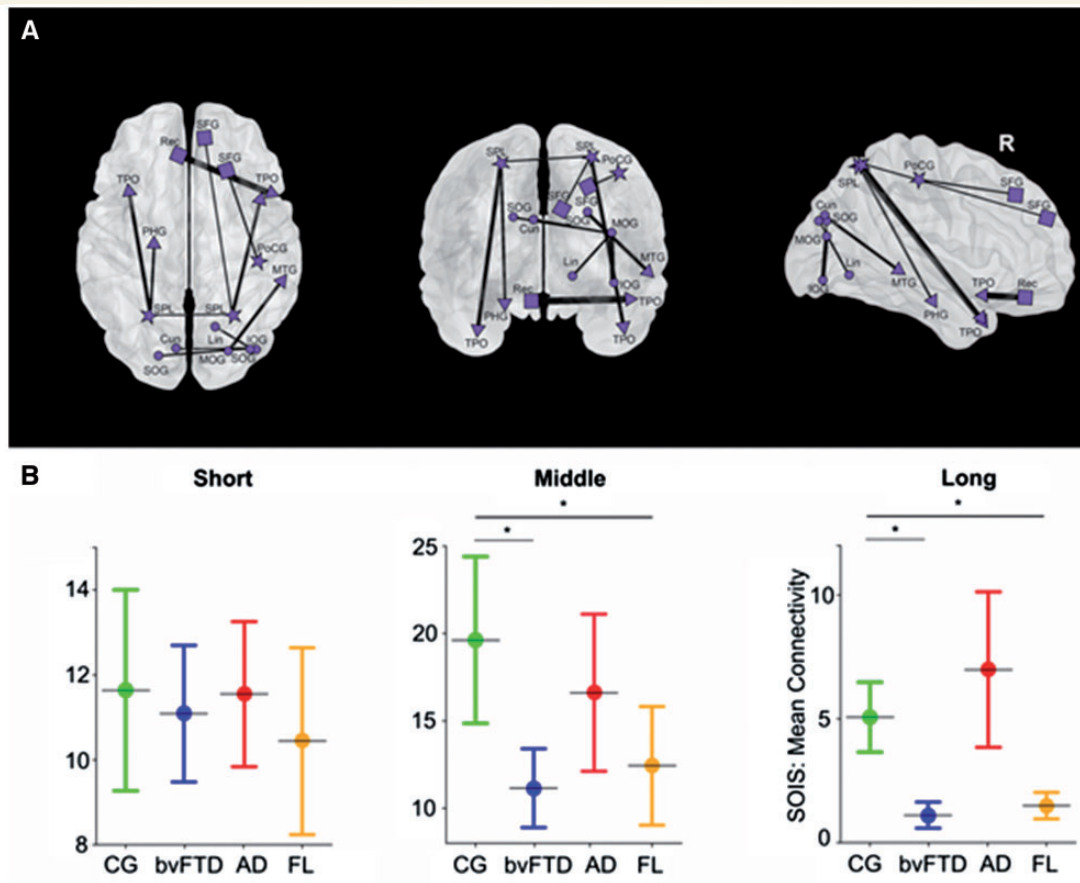 A
R
SFG
Rec
SFG
TPO
TPO
PHG
PoCG
MTG
SPL
SPL
Cun
Lin
IOG
SOG
MOG
SOG
SPL
SPL
PoCG
SFG
SFG
SOG
Cun
SOG
MOG
Lin
MTG
IOG
Rec
TPO
PHG
TPO
TPO
SPL
PoCG
SFG
SFG
Cun
SOG
MOG
Lin
IOG
MTG
TPO
Rec
PHG
TPO
B
Short
Middle
Long
*
*
*
*
14
12
10
8
CG bvFTD AD FL
25
20
15
10
CG bvFTD AD FL
SOIS: Mean Connectivity
10
5
0
CG bvFTD AD FL